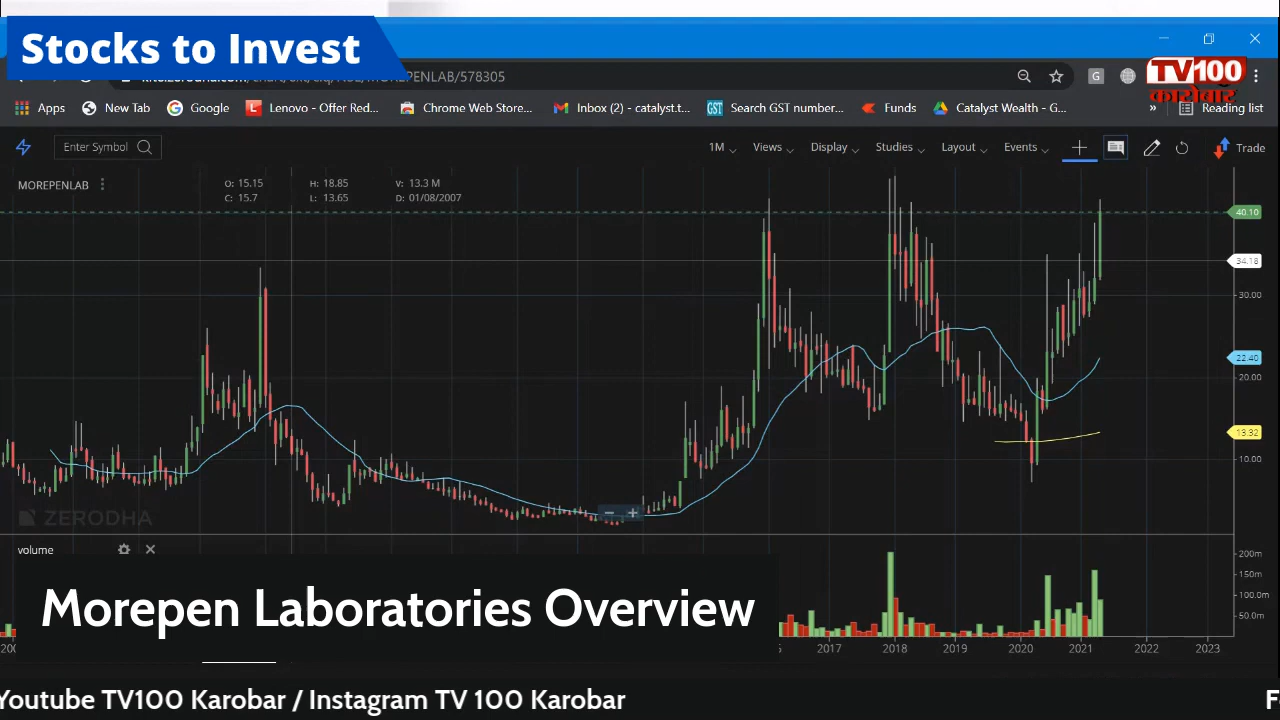 Stocks to Invest
MOREPENLAB/578305
TV100
कारोबार
Apps New Tab Google Lenovo - Offer Red... Chrome Web Store... Inbox (2) - catalyst.t... GST Search GST number... Funds Catalyst Wealth - G... » Reading list
Enter Symbol 1M Views Display Studies Layout Events Trade
MOREPENLAB O: 15.15 H: 18.85 V: 13.3 M
C: 15.7 L: 13.65 D: 01/08/2007
40.10
34.18
30.00
22.40
20.00
13.32
10.00
ZERODHA
volume
200m
150m
100.0m
50.0m
Morepen Laboratories Overview
2017 2018 2019 2020 2021 2022 2023
Youtube TV100 Karobar / Instagram TV 100 Karobar